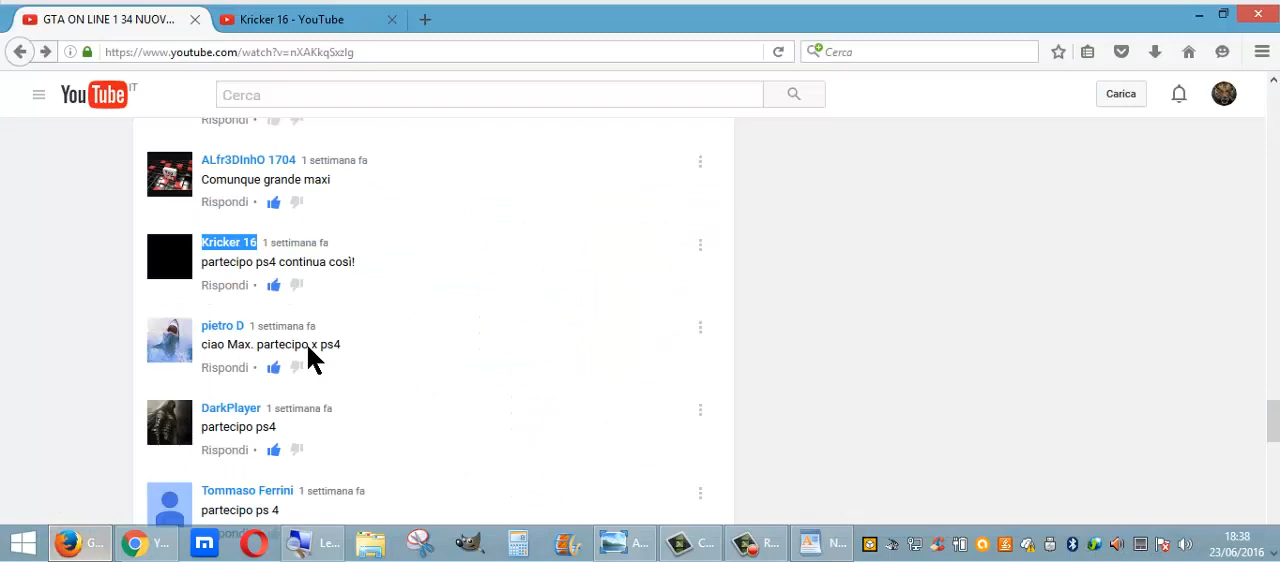 GTA ON LINE 1 34 NUOV...
Kricker 16 - YouTube
https://www.youtube.com/watch?v=nXAKkqSxzIg
Cerca
YouTube IT
Cerca
Carica
Rispondi •
ALfr3DInhO 1704 1 settimana fa
Comunque grande maxi
Rispondi •
Kricker 16 1 settimana fa
partecipo ps4 continua così!
Rispondi •
pietro D 1 settimana fa
ciao Max. partecipo x ps4
Rispondi •
DarkPlayer 1 settimana fa
partecipo ps4
Rispondi •
Tommaso Ferrini 1 settimana fa
partecipo ps 4
G...
Y...
Le...
A...
C...
R...
N...
18:38
23/06/2016